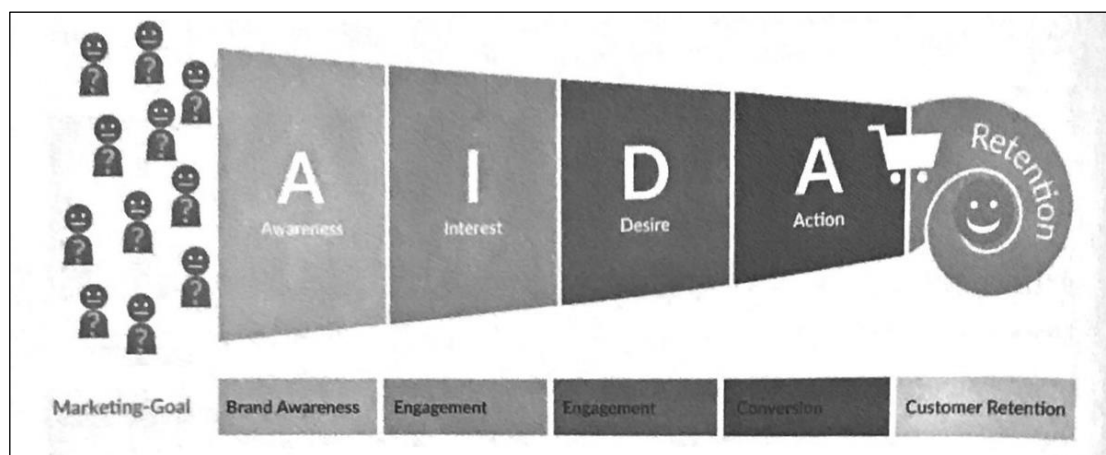 ? ? ? ? ? ? ? ? ? ? ?
A
Awareness
I
Interest
D
Desire
A
Action
Retention
Marketing-Goal
Brand Awareness
Engagement
Engagement
Conversion
Customer Retention